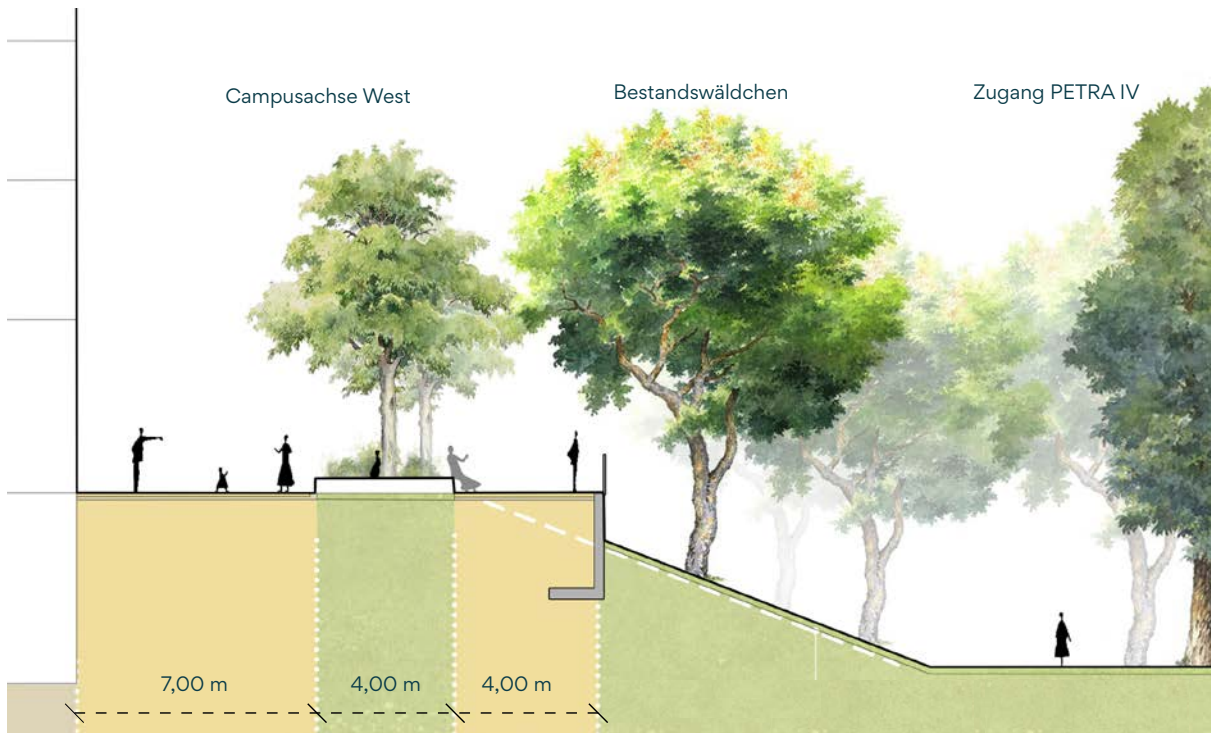 Campusachse West
Bestandswäldchen
Zugang PETRA IV
7,00 m
4,00 m
4,00 m